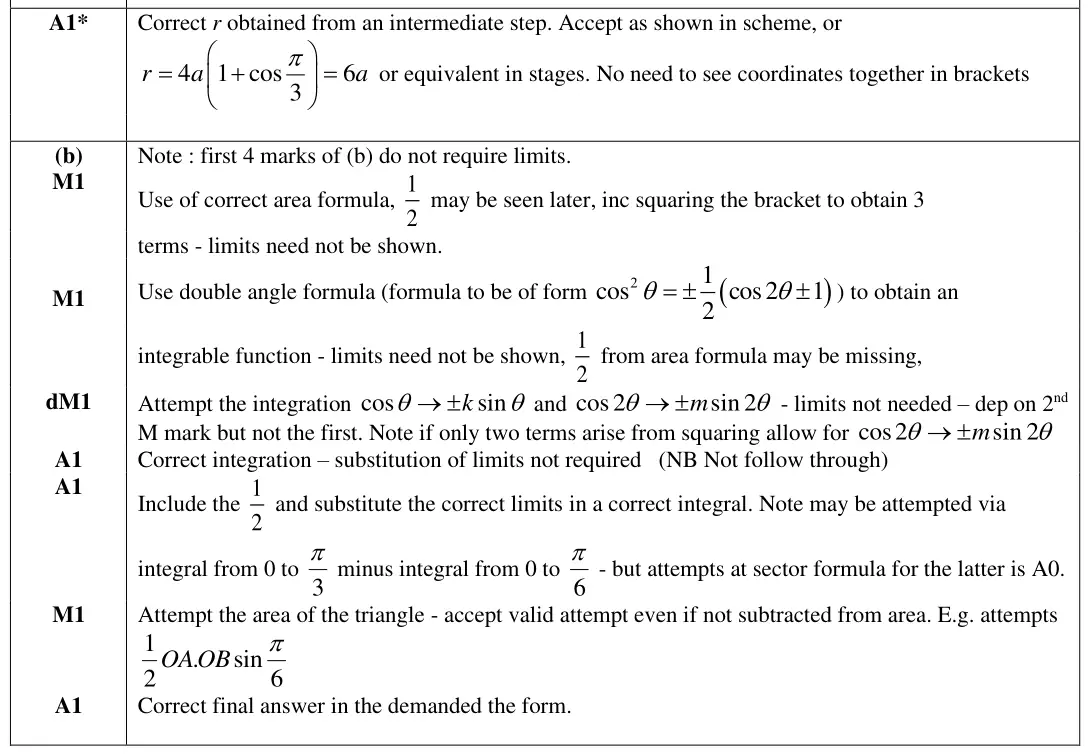 A1* Correct r obtained from an intermediate step. Accept as shown in scheme, or
r = 4a(1 + cos π/3) = 6a or equivalent in stages. No need to see coordinates together in brackets
(b) Note : first 4 marks of (b) do not require limits.
M1 Use of correct area formula, 1/2 may be seen later, inc squaring the bracket to obtain 3
terms - limits need not be shown.
M1 Use double angle formula (formula to be of form cos² θ = ± 1/2 (cos 2θ ± 1) ) to obtain an
integrable function - limits need not be shown, 1/2 from area formula may be missing,
dM1 Attempt the integration cos θ → ±k sin θ and cos 2θ → ±m sin 2θ - limits not needed – dep on 2nd
M mark but not the first. Note if only two terms arise from squaring allow for cos 2θ → ±m sin 2θ
A1 Correct integration – substitution of limits not required (NB Not follow through)
A1 Include the 1/2 and substitute the correct limits in a correct integral. Note may be attempted via
integral from 0 to π/3 minus integral from 0 to π/6 - but attempts at sector formula for the latter is A0.
M1 Attempt the area of the triangle - accept valid attempt even if not subtracted from area. E.g. attempts
1/2 OA.OB sin π/6
A1 Correct final answer in the demanded the form.